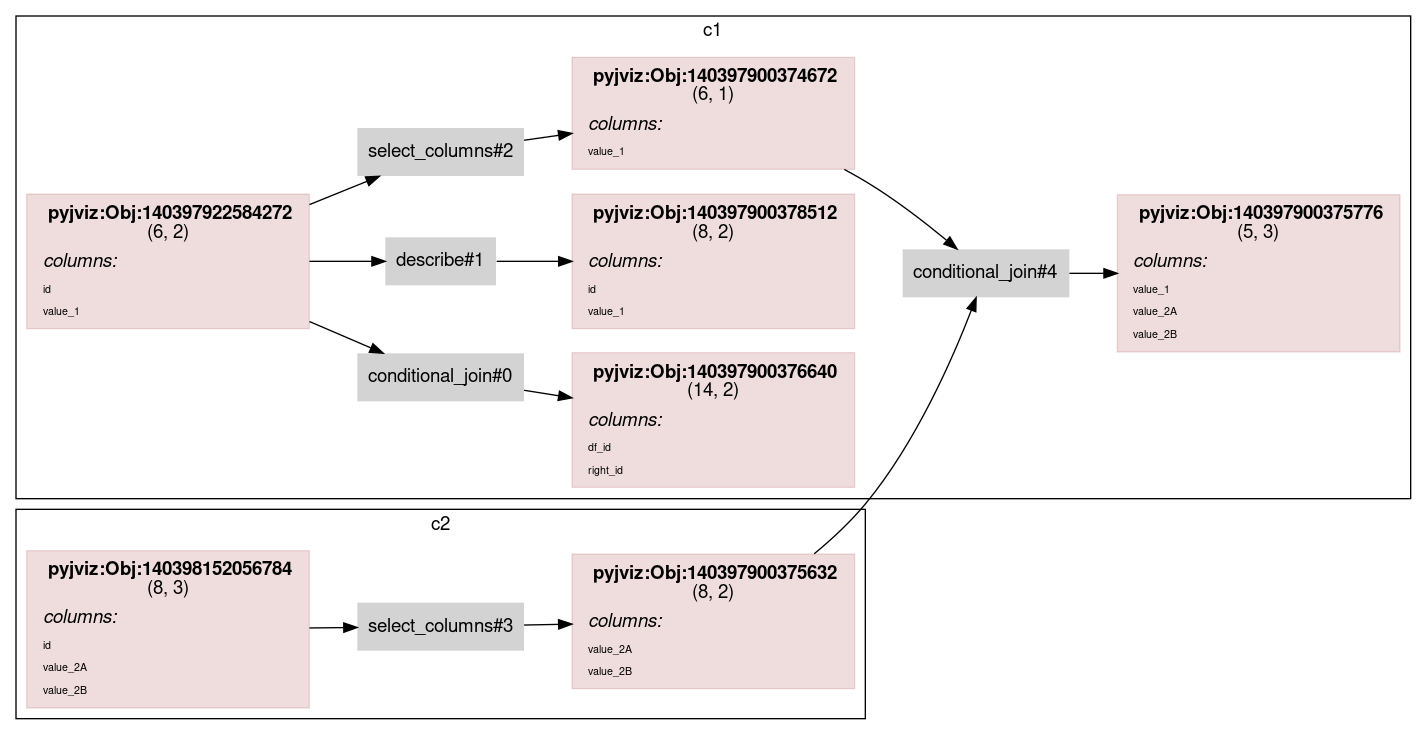 c1
pyjviz:Obj:140397922584272
(6, 2)
columns:
id
value_1
select_columns#2
describe#1
conditional_join#0
pyjviz:Obj:140397900374672
(6, 1)
columns:
value_1
pyjviz:Obj:140397900378512
(8, 2)
columns:
id
value_1
pyjviz:Obj:140397900376640
(14, 2)
columns:
df_id
right_id
conditional_join#4
pyjviz:Obj:140397900375776
(5, 3)
columns:
value_1
value_2A
value_2B
c2
pyjviz:Obj:140398152056784
(8, 3)
columns:
id
value_2A
value_2B
select_columns#3
pyjviz:Obj:140397900375632
(8, 2)
columns:
value_2A
value_2B